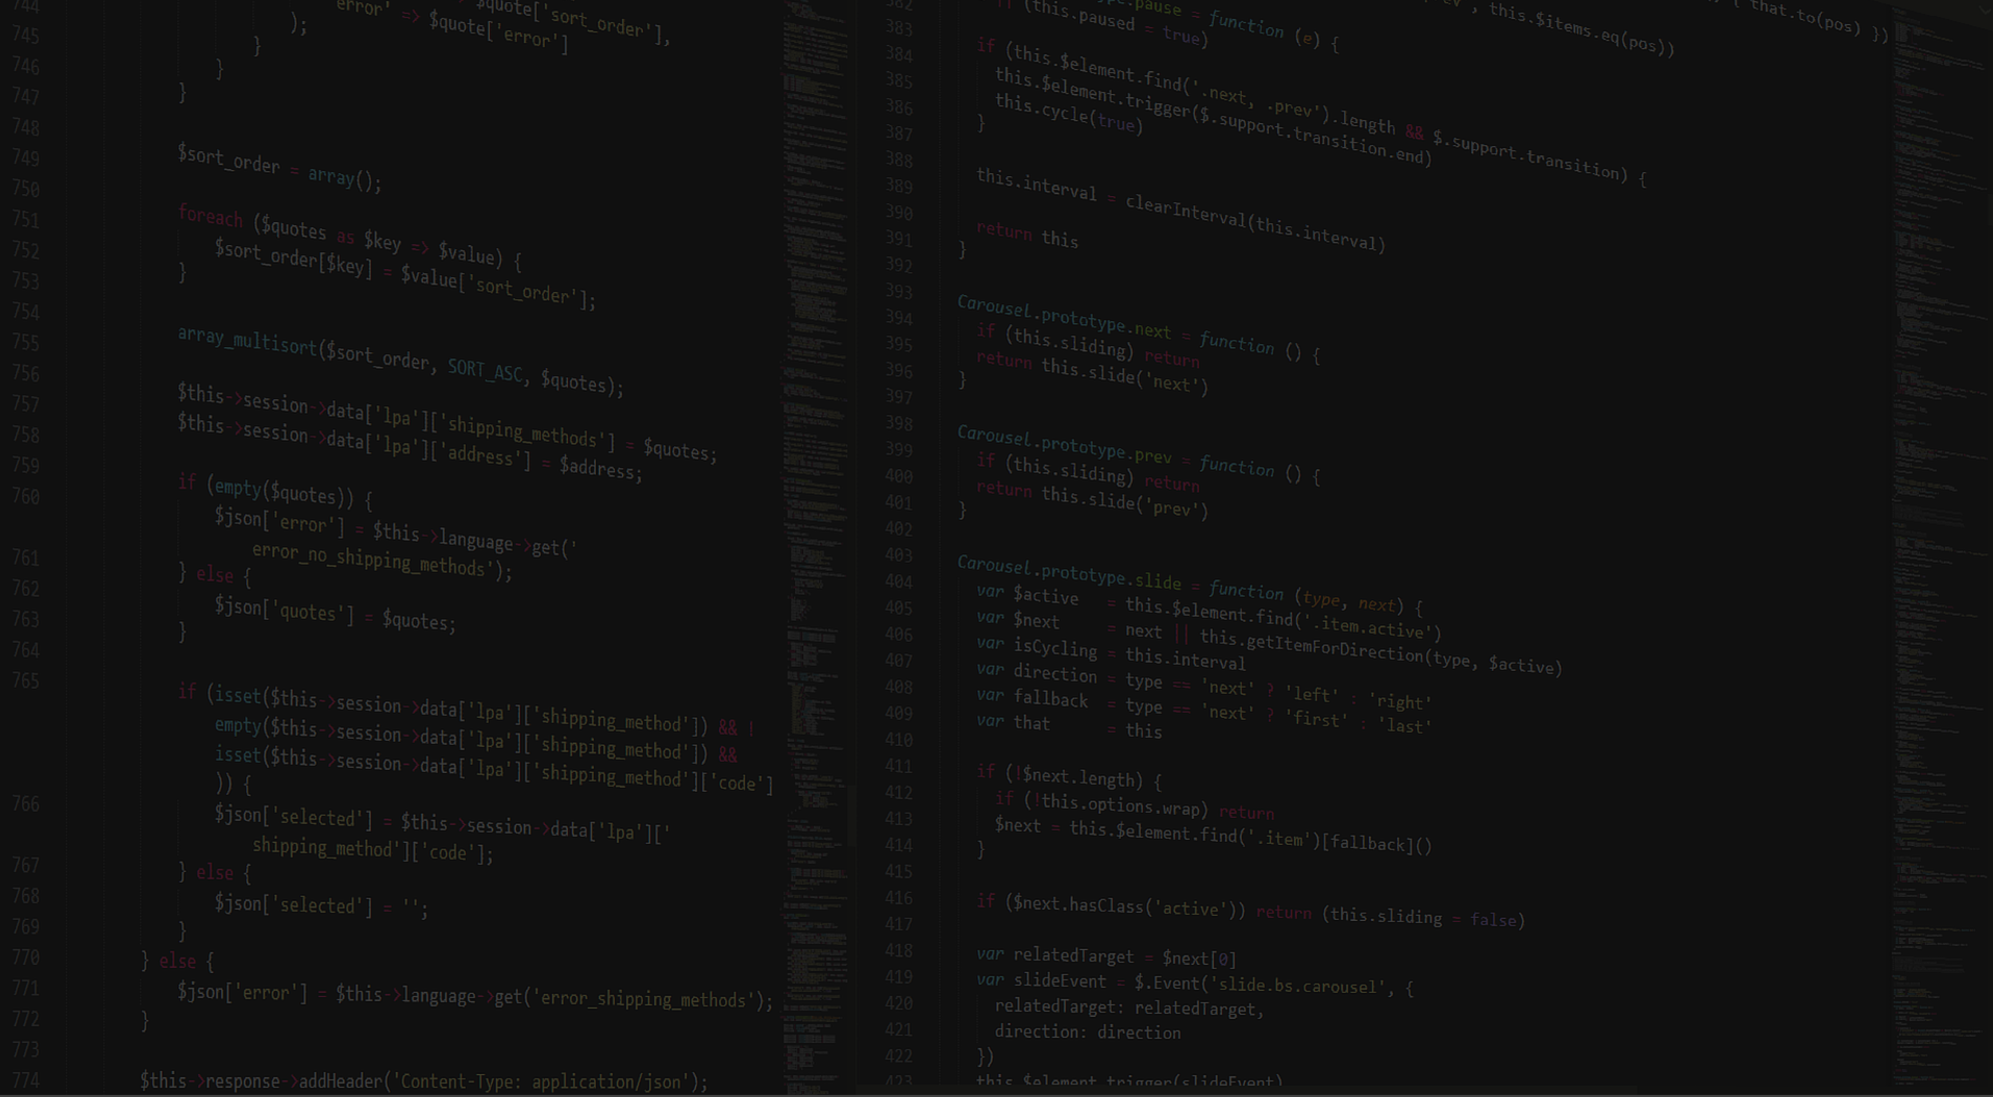 744
745
746
747
748
749
750
751
752
753
754
755
756
757
758
759
760
761
762
763
764
765
766
767
768
769
770
771
772
773
774
$quote['sort_order'],
error' => $quote['error']
);
}
}
}
$sort_order = array();
foreach ($quotes as $key => $value) {
$sort_order[$key] = $value['sort_order'];
}
array_multisort($sort_order, SORT_ASC, $quotes);
$this->session->data['lpa']['shipping_methods'] = $quotes;
$this->session->data['lpa']['address'] = $address;
if (empty($quotes)) {
$json['error'] = $this->language->get('
error_no_shipping_methods');
} else {
$json['quotes'] = $quotes;
}
if (isset($this->session->data['lpa']['shipping_method']) && !
empty($this->session->data['lpa']['shipping_method']) &&
isset($this->session->data['lpa']['shipping_method']['code']
)) {
$json['selected'] = $this->session->data['lpa']['
shipping_method']['code'];
} else {
$json['selected'] = '';
}
} else {
$json['error'] = $this->language->get('error_shipping_methods');
}
$this->response->addHeader('Content-Type: application/json');
382
383
384
385
386
387
388
389
390
391
392
393
394
395
396
397
398
399
400
401
402
403
404
405
406
407
408
409
410
411
412
413
414
415
416
417
418
419
420
421
422
423
', this.$items.eq(pos))
{ that.to(pos) })
.pause = function (e) {
(this.paused = true)
if (this.$element.find('.next, .prev').length && $.support.transition) {
this.$element.trigger($.support.transition.end)
this.cycle(true)
}
this.interval = clearInterval(this.interval)
return this
}
Carousel.prototype.next = function () {
if (this.sliding) return
return this.slide('next')
}
Carousel.prototype.prev = function () {
if (this.sliding) return
return this.slide('prev')
}
Carousel.prototype.slide = function (type, next) {
var $active = this.$element.find('.item.active')
var $next = next || this.getItemForDirection(type, $active)
var isCycling = this.interval
var direction = type == 'next' ? 'left' : 'right'
var fallback = type == 'next' ? 'first' : 'last'
var that = this
if (!$next.length) {
if (!this.options.wrap) return
$next = this.$element.find('.item')[fallback]()
}
if ($next.hasClass('active')) return (this.sliding = false)
var relatedTarget = $next[0]
var slideEvent = $.Event('slide.bs.carousel', {
relatedTarget: relatedTarget,
direction: direction
})
this.$element.trigger(slideEvent)